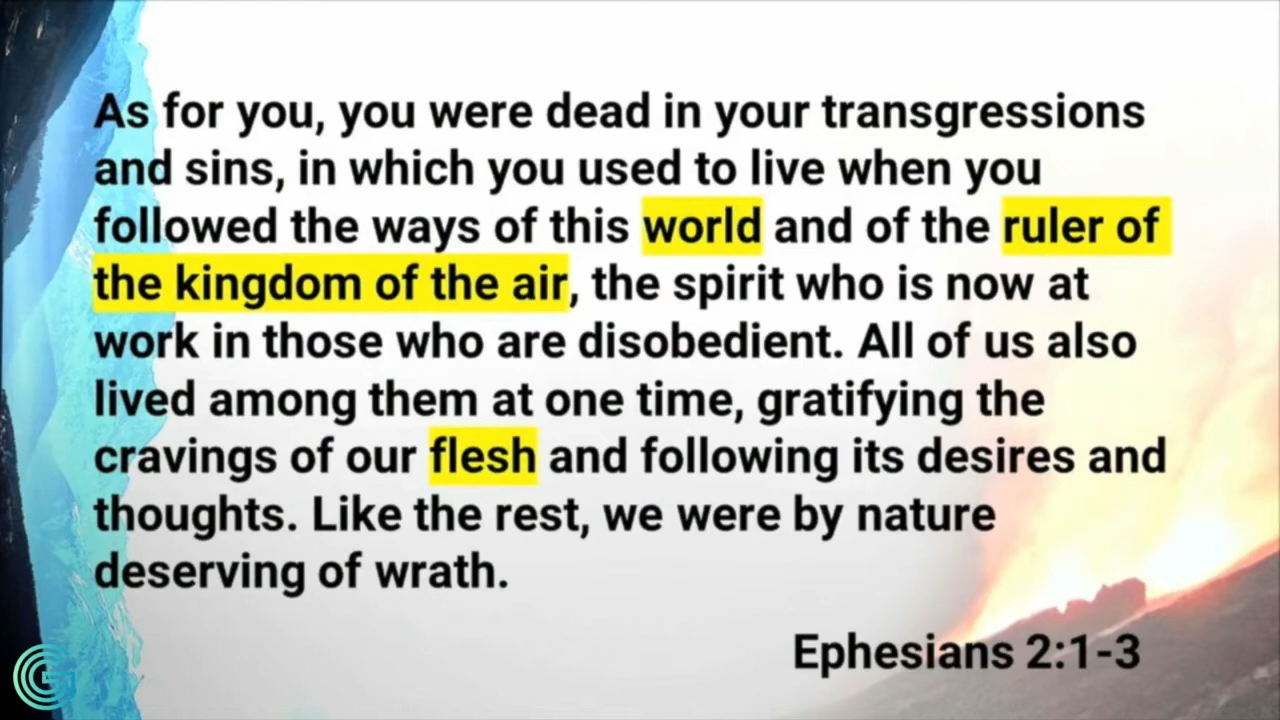 As for you, you were dead in your transgressions
and sins, in which you used to live when you
followed the ways of this world and of the ruler of
the kingdom of the air, the spirit who is now at
work in those who are disobedient. All of us also
lived among them at one time, gratifying the
cravings of our flesh and following its desires and
thoughts. Like the rest, we were by nature
deserving of wrath.
Ephesians 2:1-3